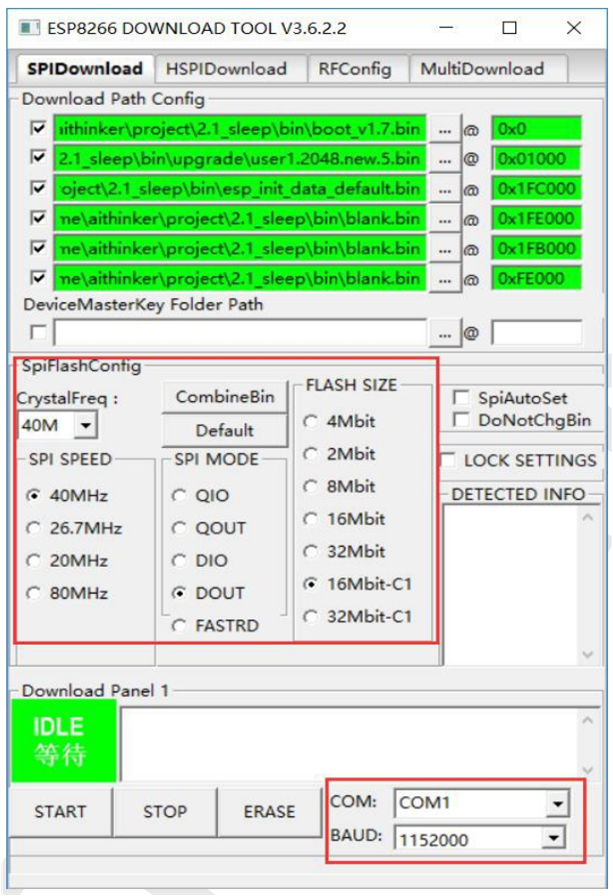 ESP8266 DOWNLOAD TOOL V3.6.2.2
SPIDownload HSPIDownload RFConfig MultiDownload
Download Path Config
aithinker\project\2.1_sleep\bin\boot_v1.7.bin ... @ 0x0
2.1_sleep\bin\upgrade\user1.2048.new.5.bin ... @ 0x01000
oject\2.1_sleep\bin\esp_init_data_default.bin ... @ 0x1FC000
me\aithinker\project\2.1_sleep\bin\blank.bin ... @ 0x1FE000
me\aithinker\project\2.1_sleep\bin\blank.bin ... @ 0x1FB000
me\aithinker\project\2.1_sleep\bin\blank.bin ... @ 0xFE000
DeviceMasterKey Folder Path
... @
SpiFlashConfig
CrystalFreq :
40M
CombineBin
Default
SPI SPEED
40MHz
26.7MHz
20MHz
80MHz
SPI MODE
QIO
QOUT
DIO
DOUT
FASTRD
FLASH SIZE
4Mbit
2Mbit
8Mbit
16Mbit
32Mbit
16Mbit-C1
32Mbit-C1
SpiAutoSet
DoNotChgBin
LOCK SETTINGS
DETECTED INFO
Download Panel 1
IDLE
等待
START STOP ERASE
COM: COM1
BAUD: 1152000